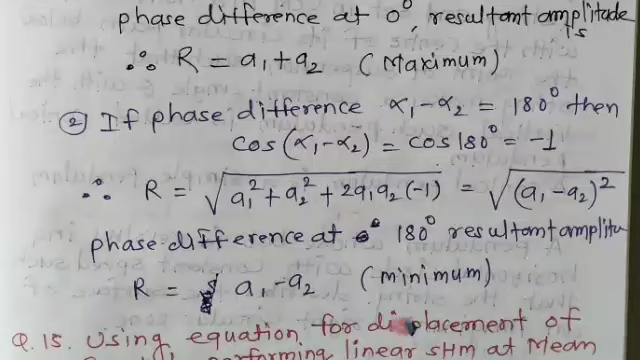 phase difference at 0°, resultant amplitude
is
∴ R = a₁+a₂ (Maximum)
② If phase difference α₁-α₂ = 180° then
cos(α₁-α₂) = cos180° = -1
∴ R = √(a₁² + a₂² + 2a₁a₂(-1)) = √((a₁-a₂)²)
phase difference at 180° resultant amplitu
R = a₁-a₂ (minimum)
Q.15. Using equation for displacement of
performing linear SHM at Mean